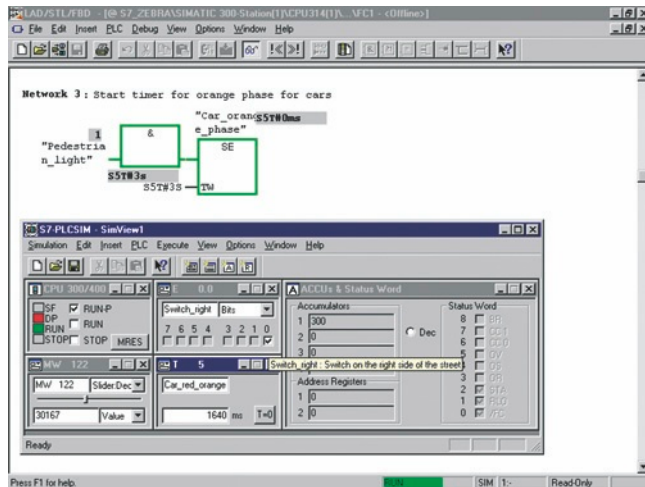 LAD/STL/FBD - [@ S7_ZEBRA\SIMATIC 300-Station[1]\CPU314(1)\...\FC1 - <Offline>]
File Edit Insert PLC Debug View Options Window Help
Network 3: Start timer for orange phase for cars
"Car_orang S5T#0ms
1 & e_phase"
"Pedestria SE
n_light"
S5T#3s
S5T#3S TW
S7-PLCSIM - SimView1
Simulation Edit Insert PLC Execute View Options Window Help
CPU 300/400
SF RUN-P
DP
RUN RUN
STOP STOP MRES
E 0.0
Switch_right Bits
7 6 5 4 3 2 1 0
ACCUs & Status Word
Accumulators
1 300
2 0
3 0
Dec
Status Word
8 BR
7 CC1
6 CC0
5 OV
OS
3 OR
2 STA
1 RLO
0 /FC
Switch_right : Switch on the right side of the street
Address Registers
1 0
2 0
MW 122
MW 122 Slider:Dec
30167 Value
T 5
Car_red_orange
1640 ms T=0
Ready
Press F1 for help. RUN SIM 1:- Read-Only